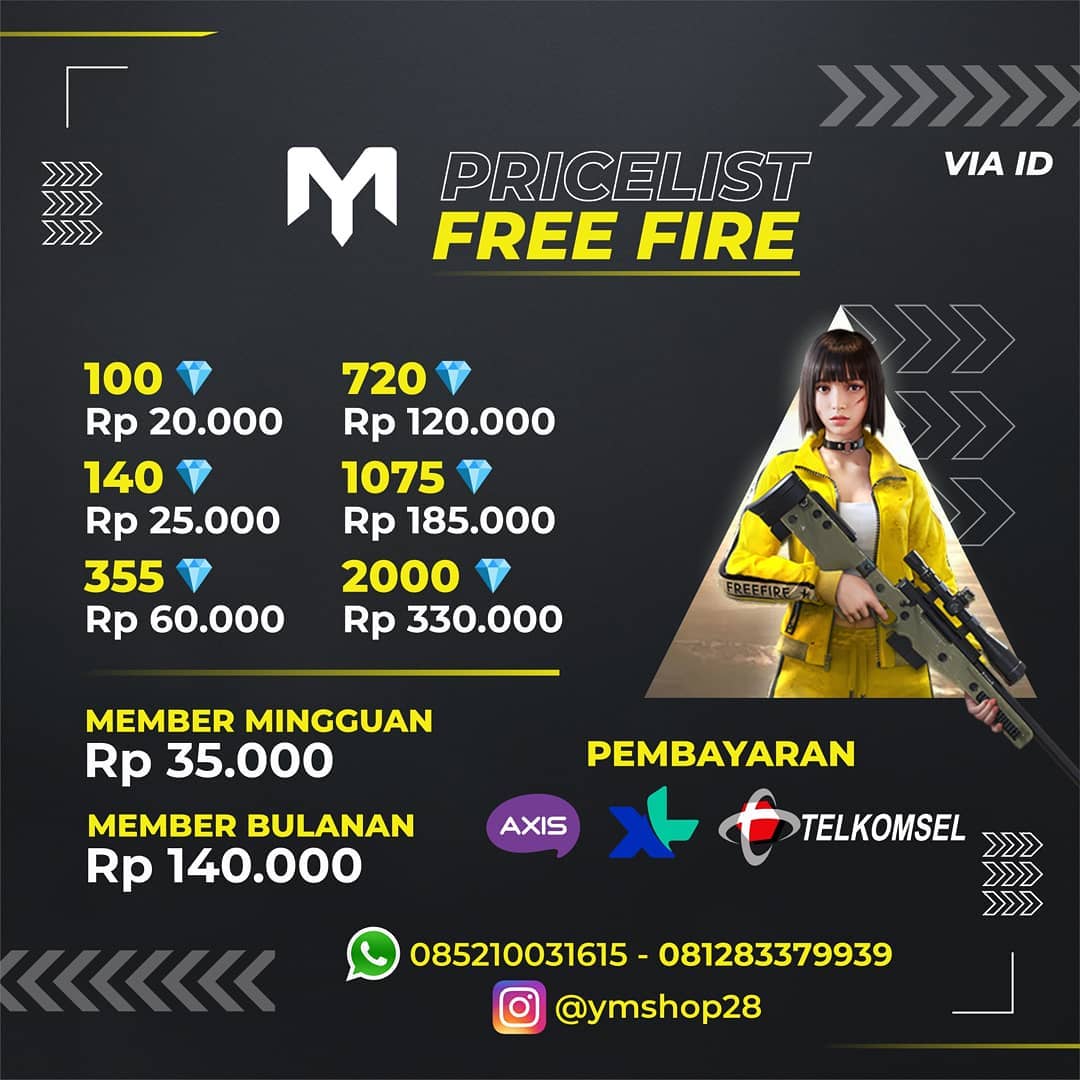 PRICELIST
FREE FIRE
VIA ID
100
Rp 20.000
140
Rp 25.000
355
Rp 60.000
720
Rp 120.000
1075
Rp 185.000
2000
Rp 330.000
FREEFIRE
MEMBER MINGGUAN
Rp 35.000
MEMBER BULANAN
Rp 140.000
PEMBAYARAN
AXIS
XL
TELKOMSEL
085210031615 - 081283379939
@ymshop28